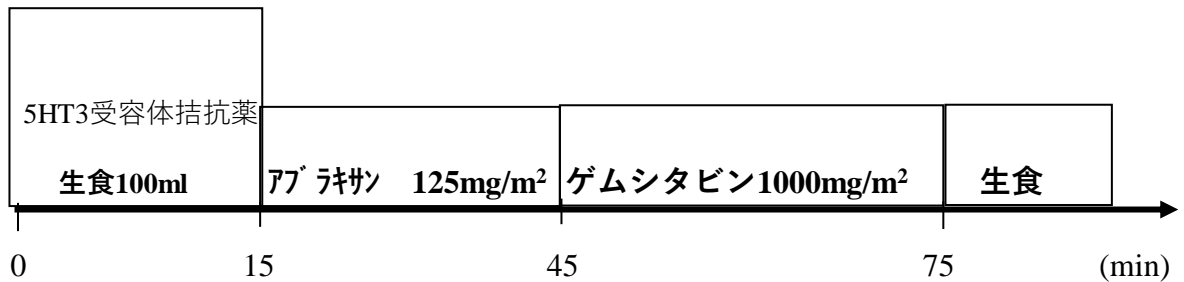 5HT3受容体拮抗薬
生食100ml
ｱﾌﾞﾗｷｻﾝ 125mg/m²
ゲムシタビン1000mg/m²
生食
0 15 45 75 (min)